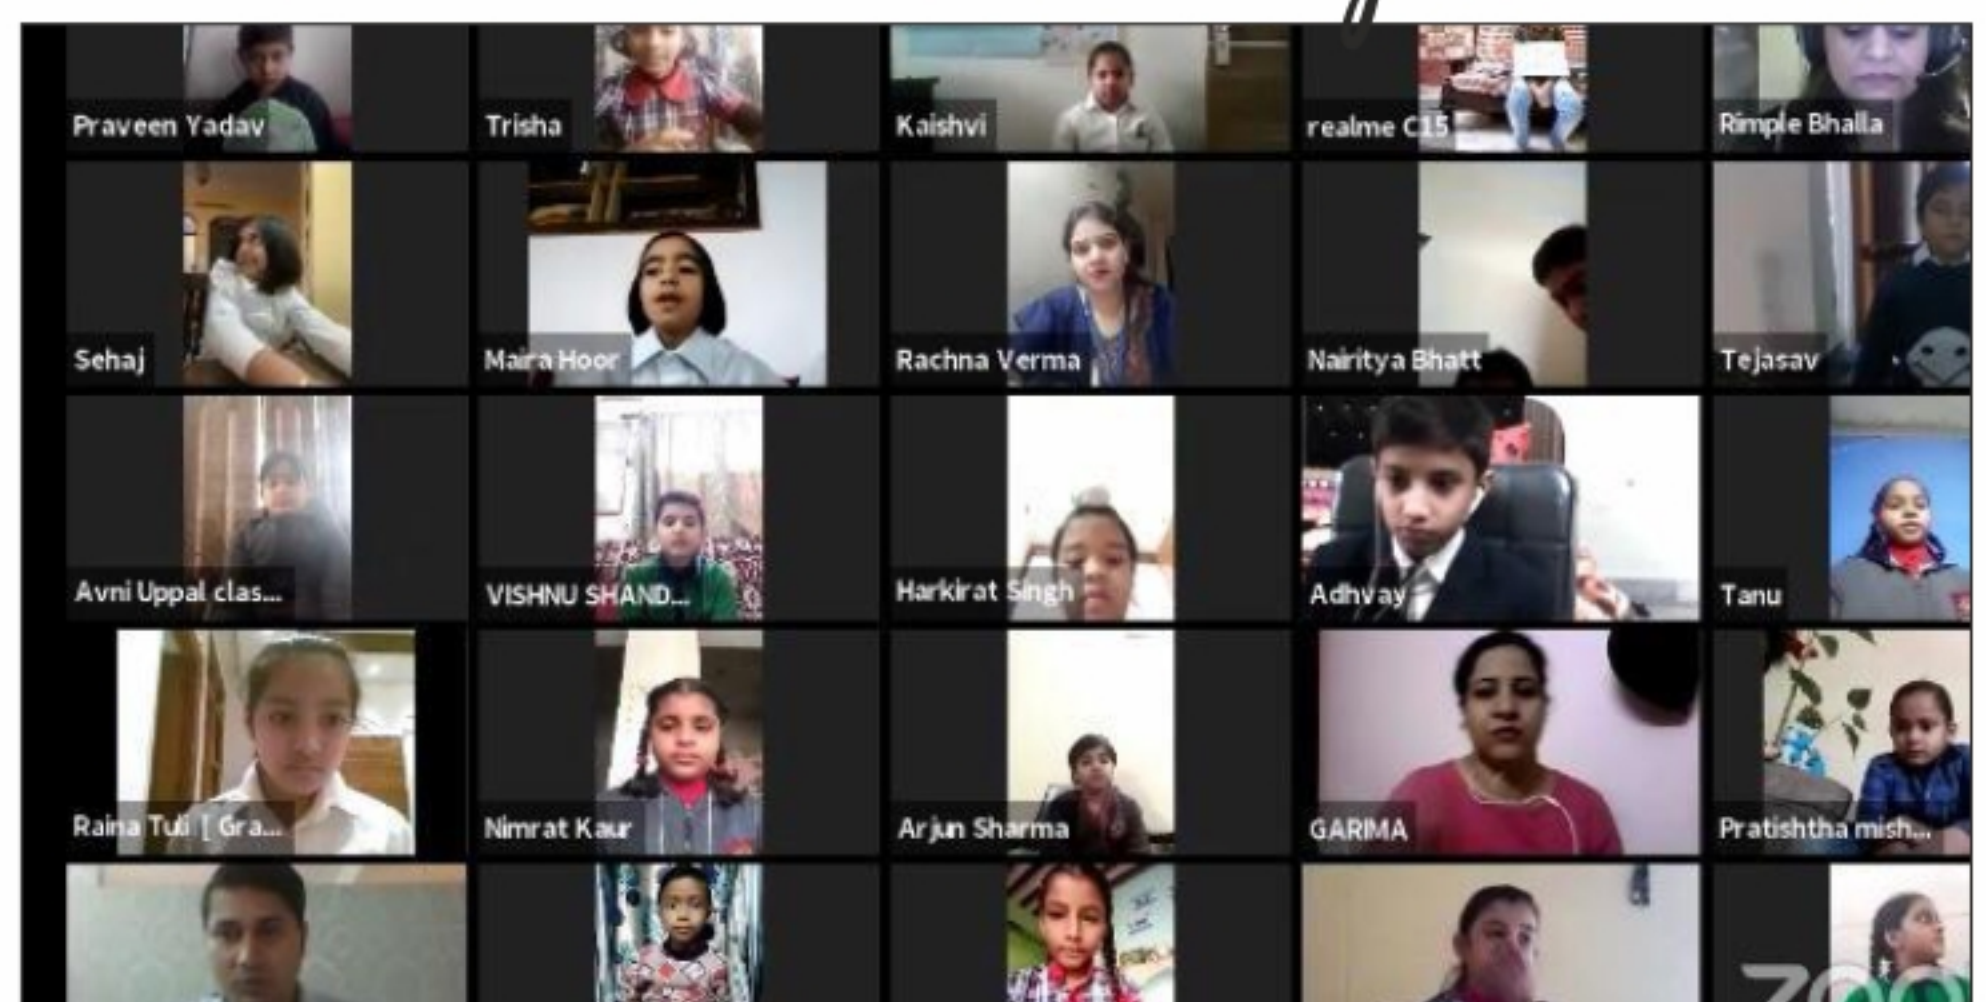 Praveen Yadav
Trisha
Kaishvi
realme C15
Rimple Bhalla
Sehaj
Maira Hoor
Rachna Verma
Nairitya Bhatt
Tejasav
Avni Uppal clas...
VISHNU SHAND...
Harkirat Singh
Adhvay
Tanu
Raina Tuli [ Gra...
Nimrat Kaur
Arjun Sharma
GARIMA
Pratishtha mish...